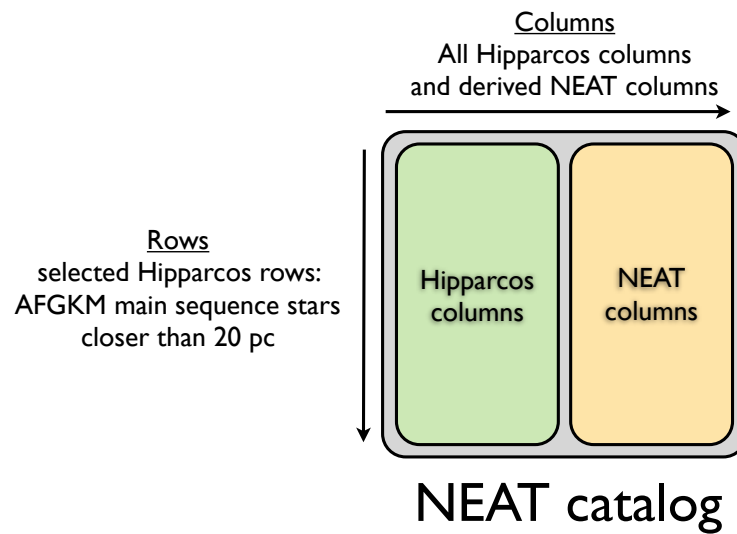 Columns
All Hipparcos columns
and derived NEAT columns
Rows
selected Hipparcos rows:
AFGKM main sequence stars
closer than 20 pc
Hipparcos
columns
NEAT
columns
NEAT catalog